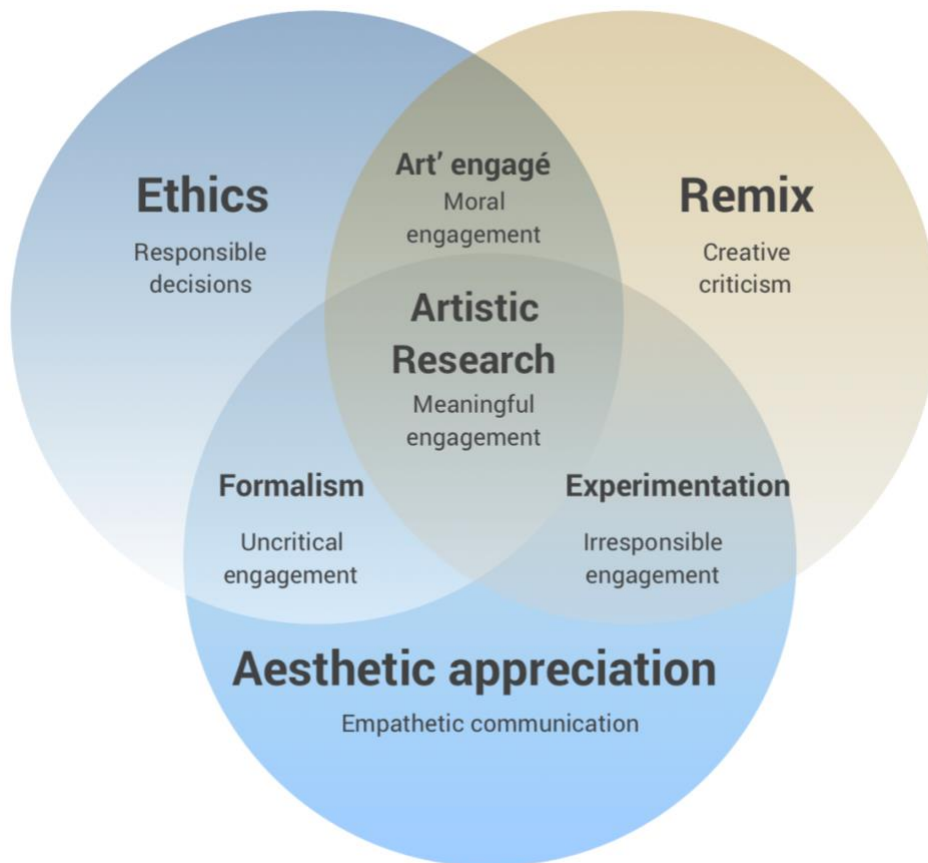 Ethics
Responsible
decisions
Art’ engagé
Moral
engagement
Remix
Creative
criticism
Artistic
Research
Meaningful
engagement
Formalism
Uncritical
engagement
Experimentation
Irresponsible
engagement
Aesthetic appreciation
Empathetic communication